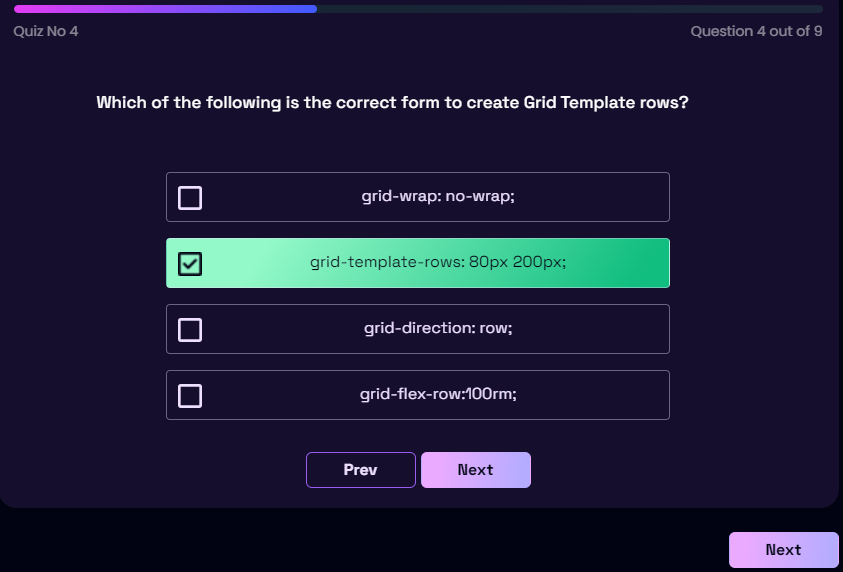 Quiz No 4
Question 4 out of 9
Which of the following is the correct form to create Grid Template rows?
grid-wrap: no-wrap;
grid-template-rows: 80px 200px;
grid-direction: row;
grid-flex-row:100rm;
Prev
Next
Next